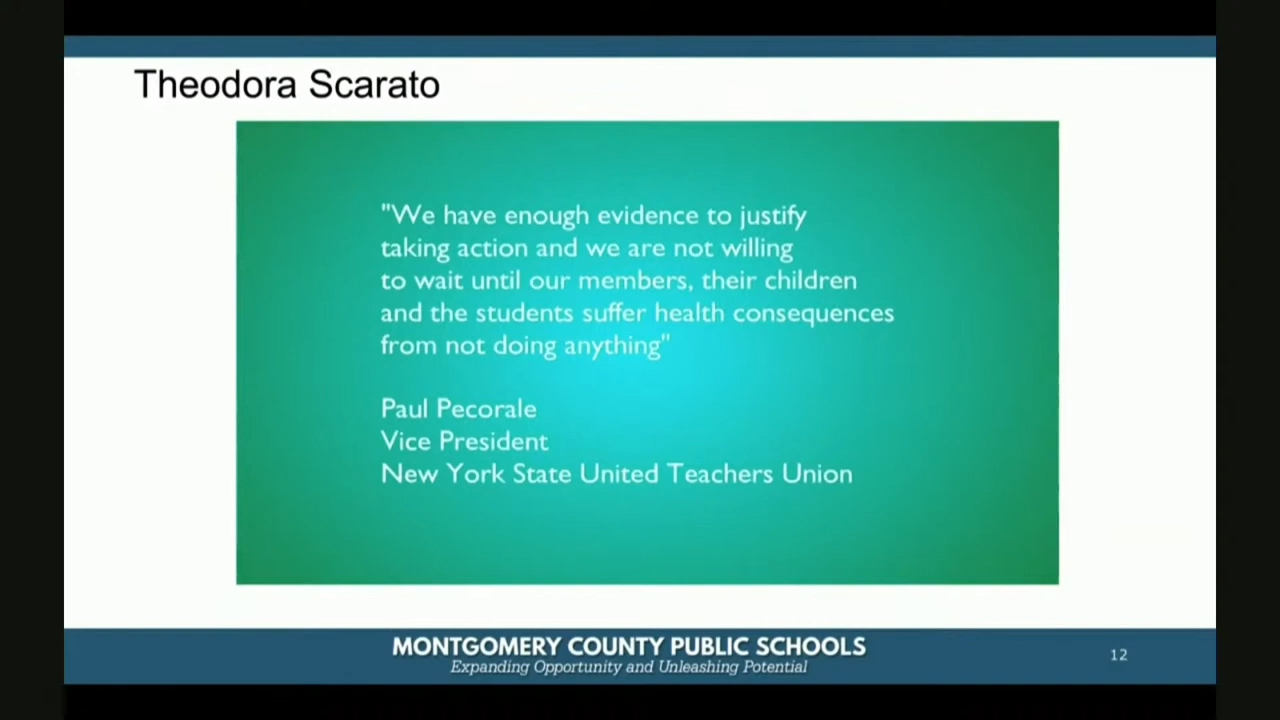 Theodora Scarato
"We have enough evidence to justify
taking action and we are not willing
to wait until our members, their children
and the students suffer health consequences
from not doing anything"
Paul Pecorale
Vice President
New York State United Teachers Union
MONTGOMERY COUNTY PUBLIC SCHOOLS
Expanding Opportunity and Unleashing Potential
12